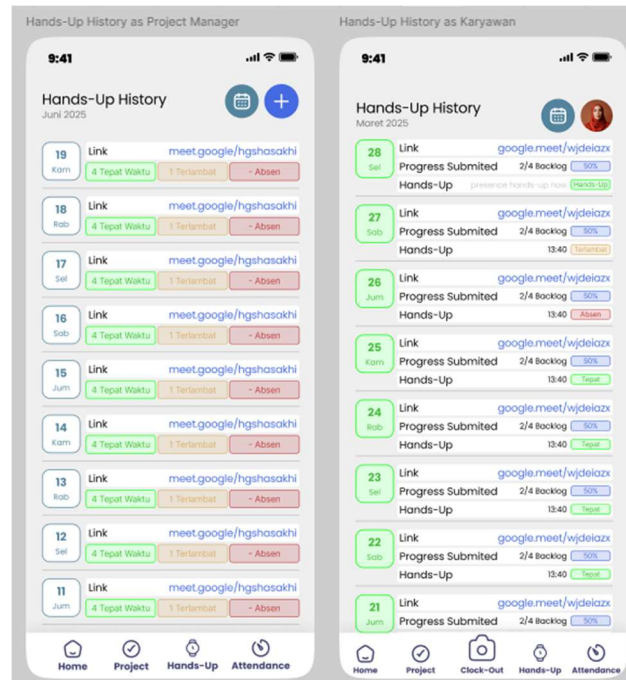 Hands-Up History as Project Manager
9:41
Hands-Up History
Juni 2025
19 Kam
Link meet.google/hgshasakhi
4 Tepat Waktu 1 Terlambat - Absen
18 Rab
Link meet.google/hgshasakhi
4 Tepat Waktu 1 Terlambat - Absen
17 Sel
Link meet.google/hgshasakhi
4 Tepat Waktu 1 Terlambat - Absen
16 Sab
Link meet.google/hgshasakhi
4 Tepat Waktu 1 Terlambat - Absen
15 Jum
Link meet.google/hgshasakhi
4 Tepat Waktu 1 Terlambat - Absen
14 Kam
Link meet.google/hgshasakhi
4 Tepat Waktu 1 Terlambat - Absen
13 Rab
Link meet.google/hgshasakhi
4 Tepat Waktu 1 Terlambat - Absen
12 Sel
Link meet.google/hgshasakhi
4 Tepat Waktu 1 Terlambat - Absen
11 Jum
Link meet.google/hgshasakhi
4 Tepat Waktu 1 Terlambat - Absen
Home Project Hands-Up Attendance
Hands-Up History as Karyawan
9:41
Hands-Up History
Maret 2025
28 Sel
Link google.meet/wjdeiazx
Progress Submited 2/4 Backlog 50%
Hands-Up presence hands-up now Hands-Up
27 Sab
Link google.meet/wjdeiazx
Progress Submited 2/4 Backlog 50%
Hands-Up 13:40 Terlambat
26 Jum
Link google.meet/wjdeiazx
Progress Submited 2/4 Backlog 50%
Hands-Up 13:40 Absen
25 Kam
Link google.meet/wjdeiazx
Progress Submited 2/4 Backlog 50%
Hands-Up 13:40 Tepat
24 Rab
Link google.meet/wjdeiazx
Progress Submited 2/4 Backlog 50%
Hands-Up 13:40 Tepat
23 Sel
Link google.meet/wjdeiazx
Progress Submited 2/4 Backlog 50%
Hands-Up 13:40 Tepat
22 Sab
Link google.meet/wjdeiazx
Progress Submited 2/4 Backlog 50%
Hands-Up 13:40 Tepat
21 Jum
Link google.meet/wjdeiazx
Progress Submited 2/4 Backlog 50%
Home Project Clock-Out Hands-Up Attendance